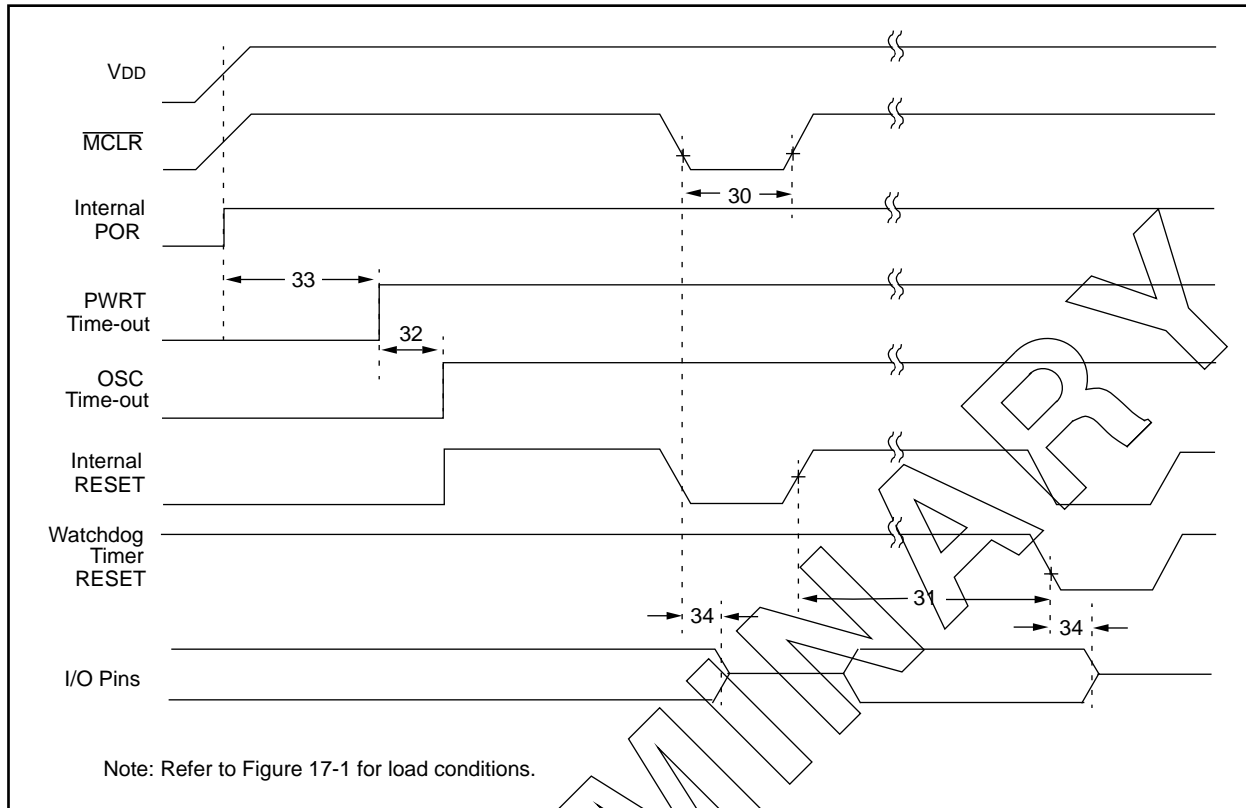 VDD
MCLR
Internal
POR
PWRT
Time-out
OSC
Time-out
Internal
RESET
Watchdog
Timer
RESET
I/O Pins
30
33
32
31
34
34
Note: Refer to Figure 17-1 for load conditions.
MINARY